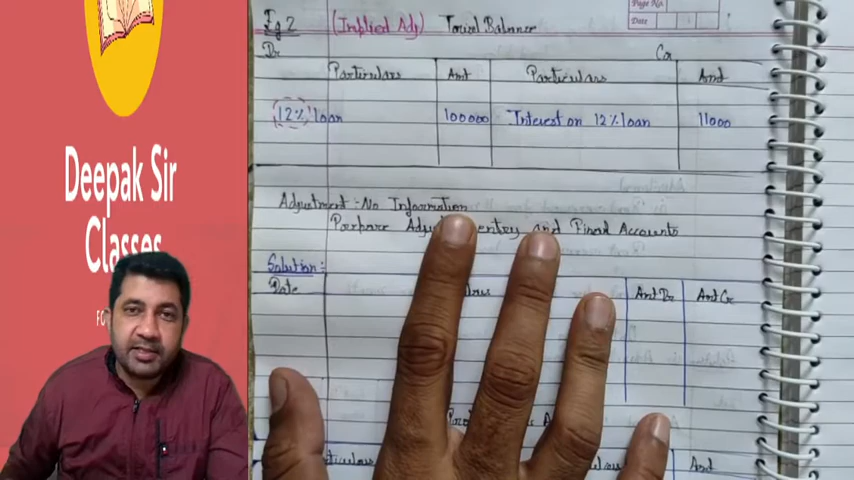 Deepak Sir
Classes
Page No.
Date
Eg 2 (Implied Adj) Trial Balance
Dr Cr
Particulars Amt Particulars Amt
12% loan 100000 Interest on 12% loan 11000
Adjustment :- No Information
Prepare entry and Final Accounts
Solution :-
Date Amt Dr Amt Cr
Amt